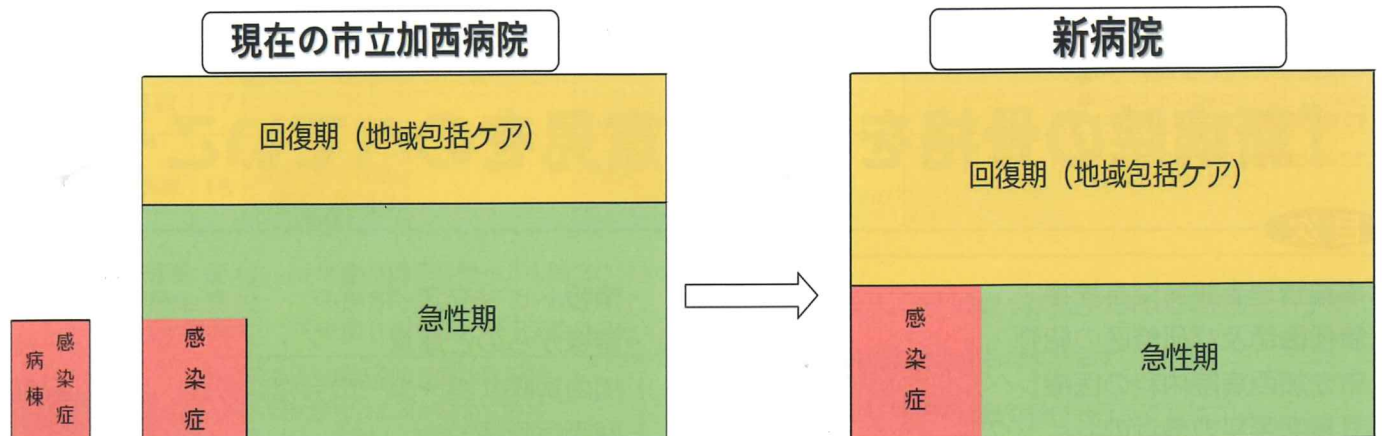 現在の市立加西病院
新病院
回復期（地域包括ケア）
急性期
感染症
感染症
病棟
回復期（地域包括ケア）
感染症
急性期